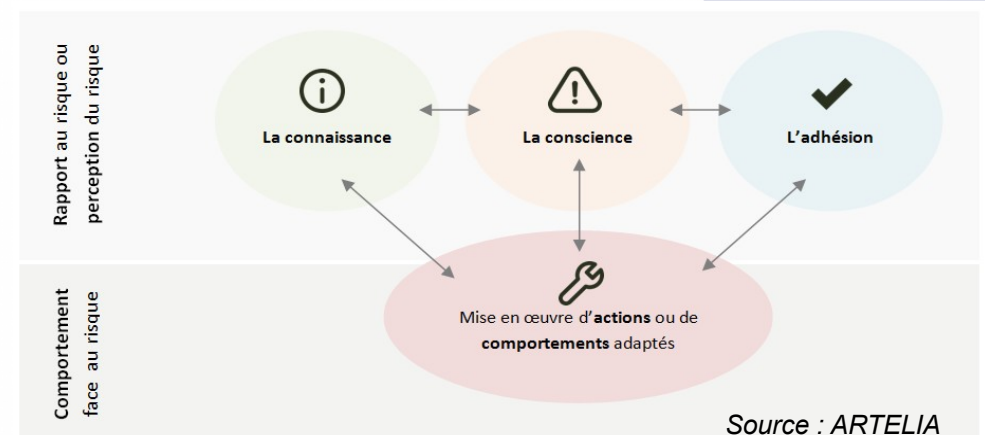 Rapport au risque ou
perception du risque
La connaissance
La conscience
L'adhésion
Comportement
face au risque
Mise en œuvre d'actions ou de
comportements adaptés
Source : ARTELIA